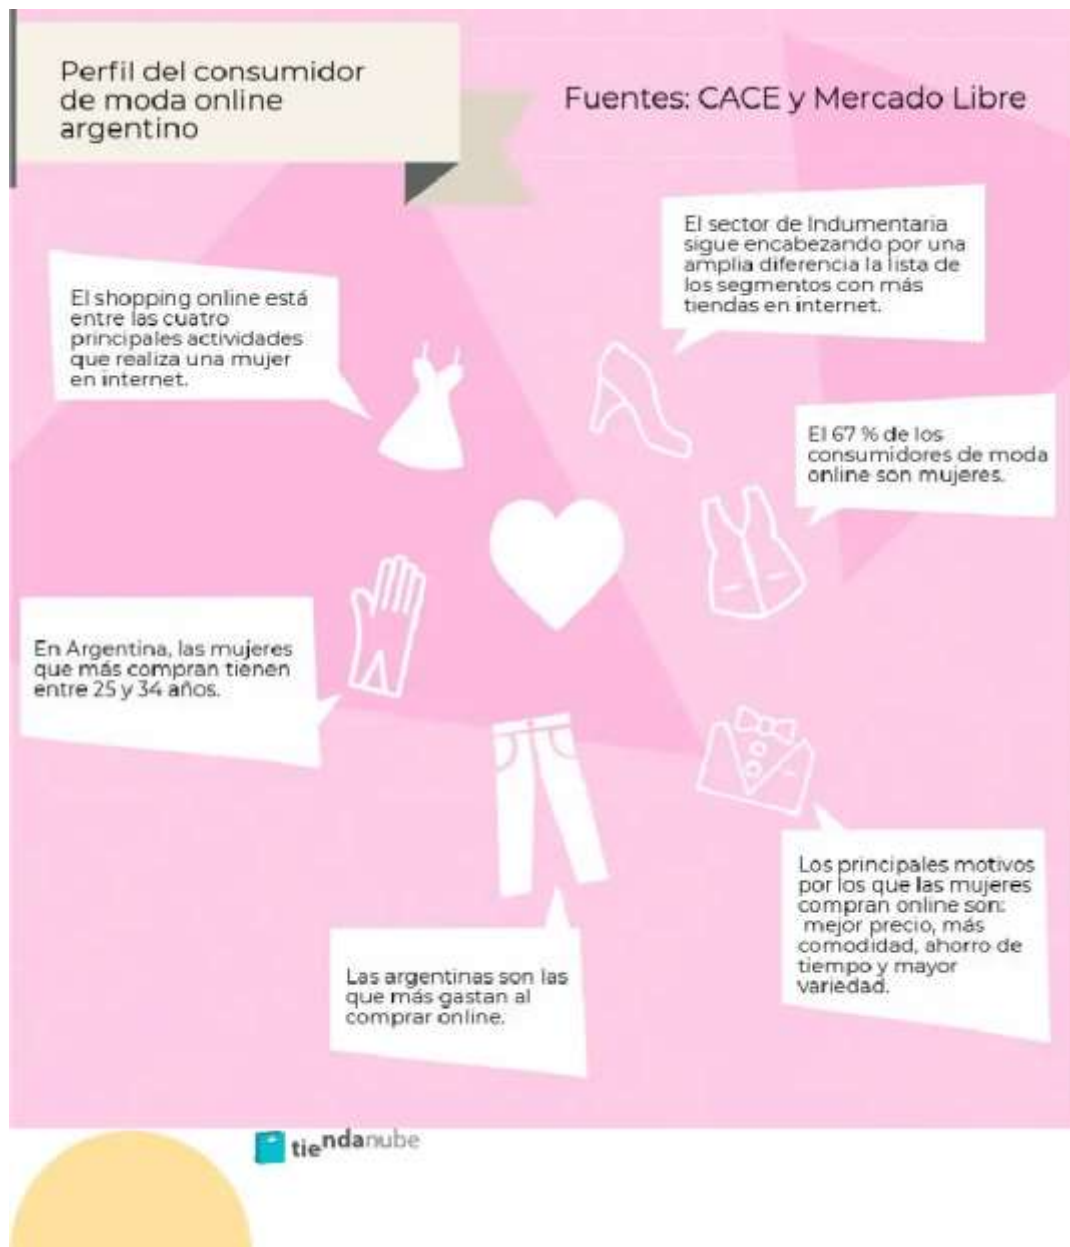 Perfil del consumidor
de moda online
argentino
Fuentes: CACE y Mercado Libre
El sector de Indumentaria
sigue encabezando por una
amplia diferencia la lista de
los segmentos con más
tiendas en internet.
El shopping online está
entre las cuatro
principales actividades
que realiza una mujer
en internet.
El 67 % de los
consumidores de moda
online son mujeres.
En Argentina, las mujeres
que más compran tienen
entre 25 y 34 años.
Los principales motivos
por los que las mujeres
compran online son:
mejor precio, más
comodidad, ahorro de
tiempo y mayor
variedad.
Las argentinas son las
que más gastan al
comprar online.
tiendanube